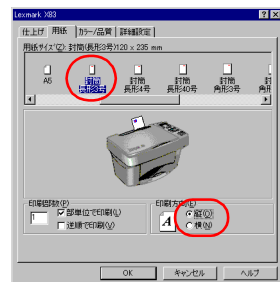 Lexmark X83
仕上げ 用紙 カラー/品質 詳細設定
用紙サイズ(Z): 封筒(長形3号)120 x 235 mm
A5 封筒 長形3号 封筒 長形4号 封筒 長形40号 封筒 角形3号 封筒
印刷部数(P)
1
部単位で印刷(L)
逆順で印刷(V)
印刷方向(E)
A
縦(O)
横(N)
OK キャンセル ヘルプ